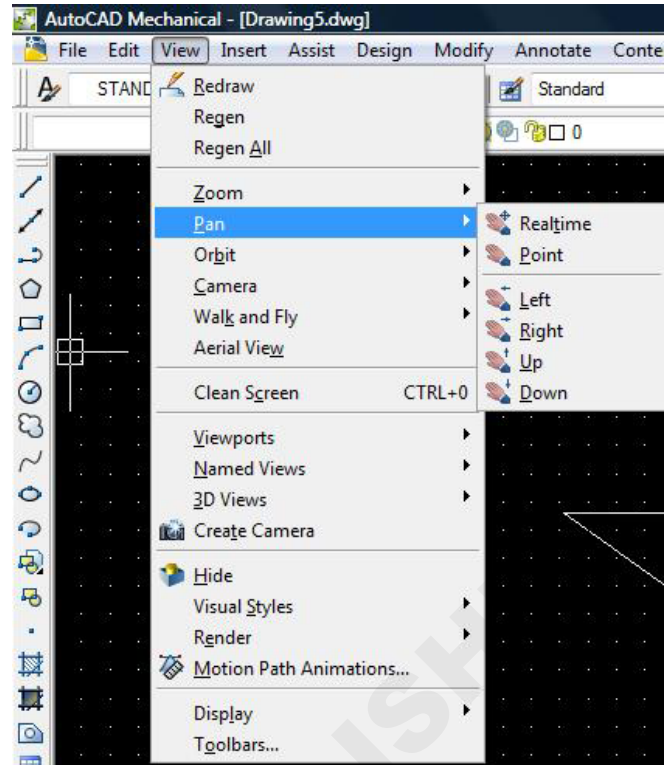 AutoCAD Mechanical - [Drawing5.dwg]
File Edit View Insert Assist Design Modify Annotate Conte
STAND Standard
0
Redraw
Regen
Regen All
Zoom
Pan
Orbit
Camera
Walk and Fly
Aerial View
Clean Screen CTRL+0
Viewports
Named Views
3D Views
Create Camera
Hide
Visual Styles
Render
Motion Path Animations...
Display
Toolbars...
Realtime
Point
Left
Right
Up
Down